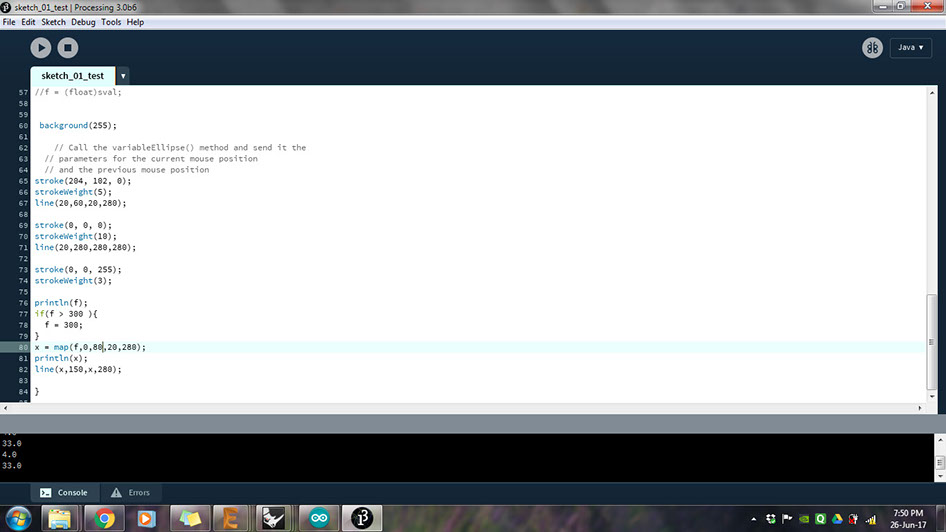 sketch_01_test | Processing 3.0b6
File Edit Sketch Debug Tools Help
Java ▾
sketch_01_test ▾
57 //f = (float)sval;
58
59
60 background(255);
61
62 // Call the variableEllipse() method and send it the
63 // parameters for the current mouse position
64 // and the previous mouse position
65 stroke(204, 102, 0);
66 strokeWeight(5);
67 line(20,60,20,280);
68
69 stroke(0, 0, 0);
70 strokeWeight(10);
71 line(20,280,280,280);
72
73 stroke(0, 0, 255);
74 strokeWeight(3);
75
76 println(f);
77 if(f > 300 ){
78 f = 300;
79 }
80 x = map(f,0,80,20,280);
81 println(x);
82 line(x,150,x,280);
83
84 }
33.0
4.0
33.0
Console Errors
7:50 PM
26-Jun-17